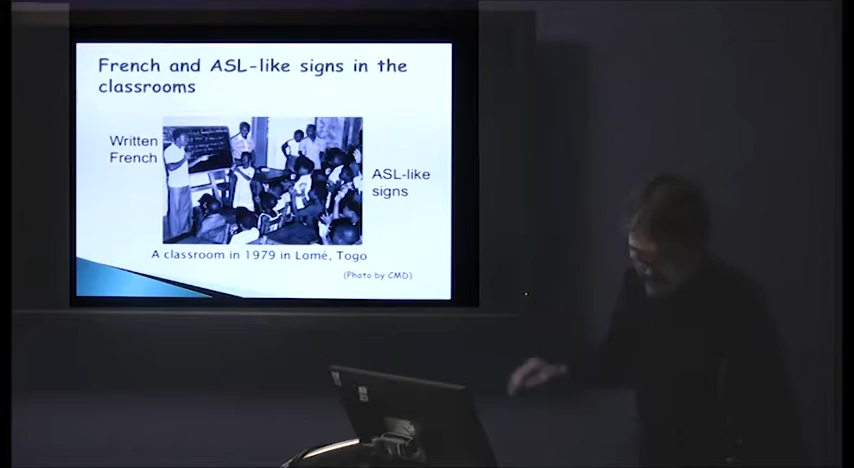 French and ASL-like signs in the
classrooms
Written
French
ASL-like
signs
A classroom in 1979 in Lomé, Togo
(Photo by CMD)